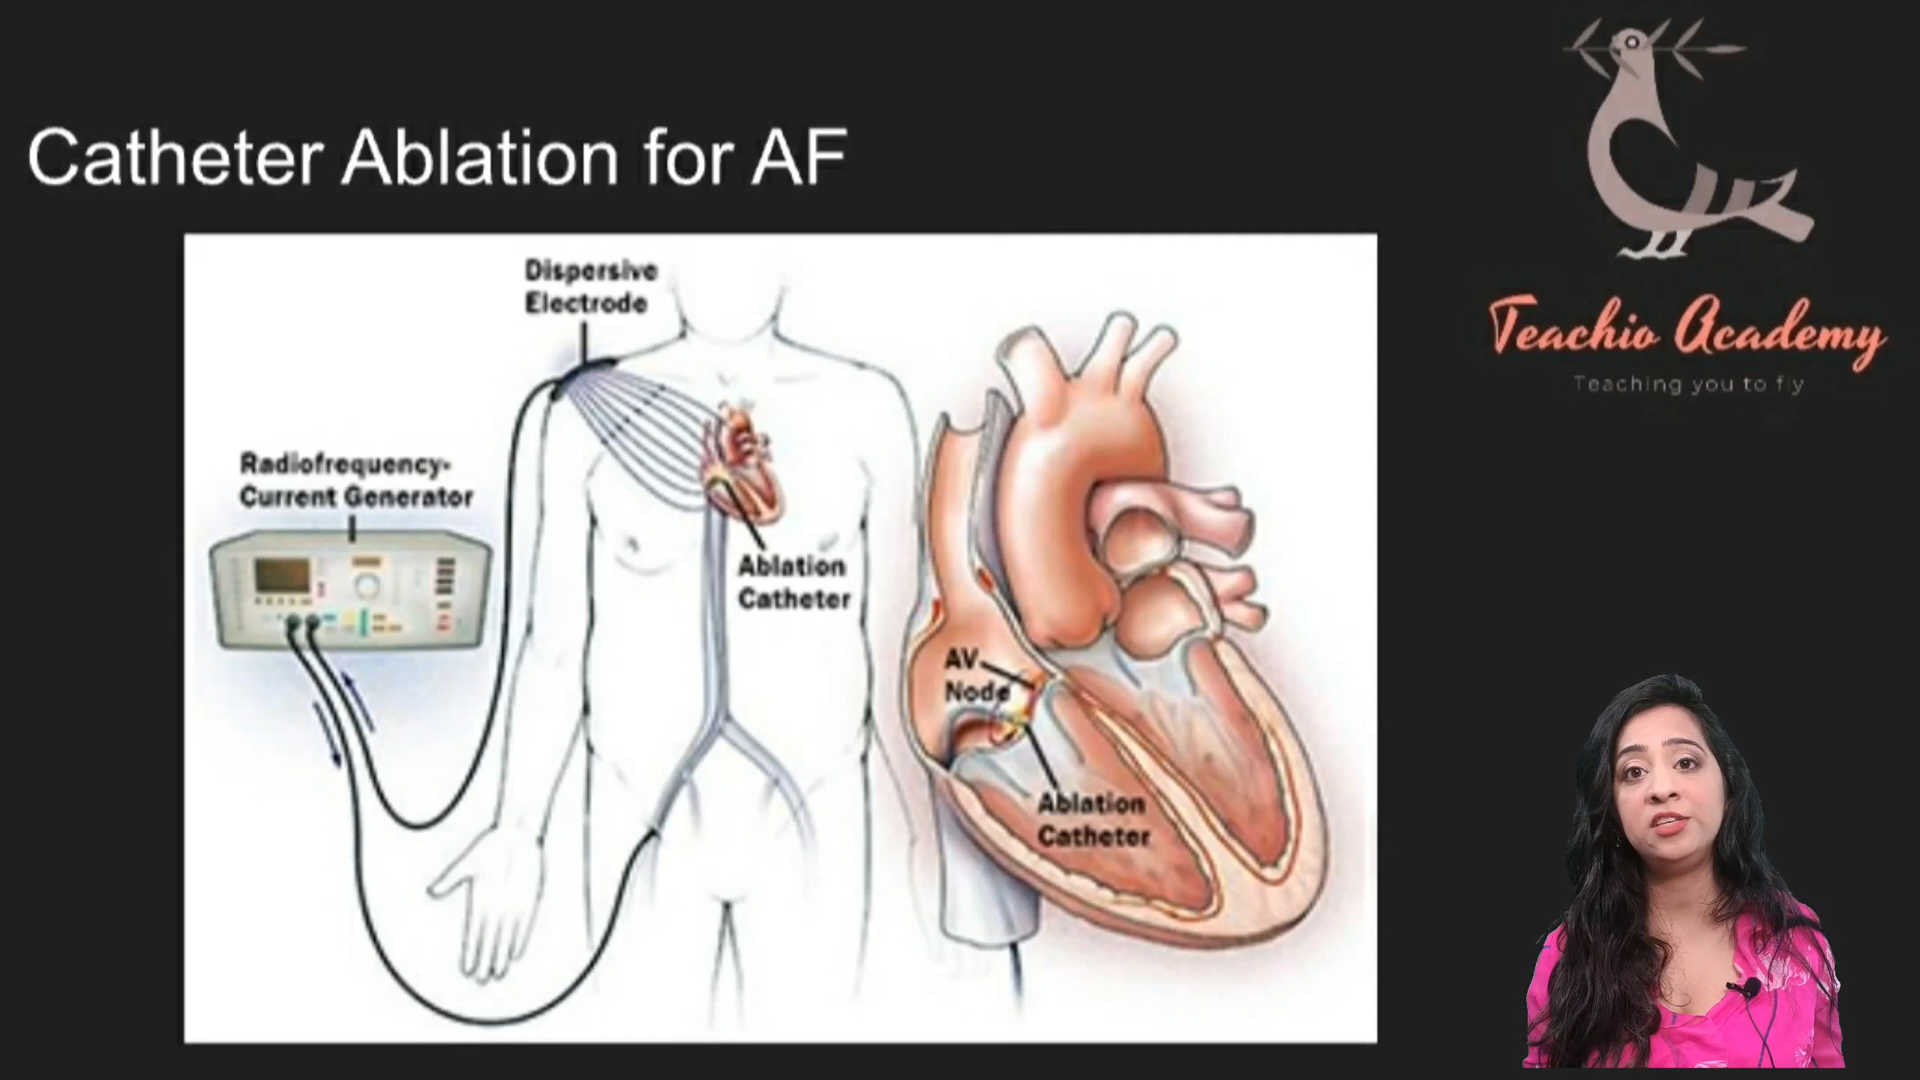 Catheter Ablation for AF
Dispersive
Electrode
Radiofrequency-
Current Generator
Ablation
Catheter
AV
Node
Ablation
Catheter
Teachio Academy
Teaching you to fly